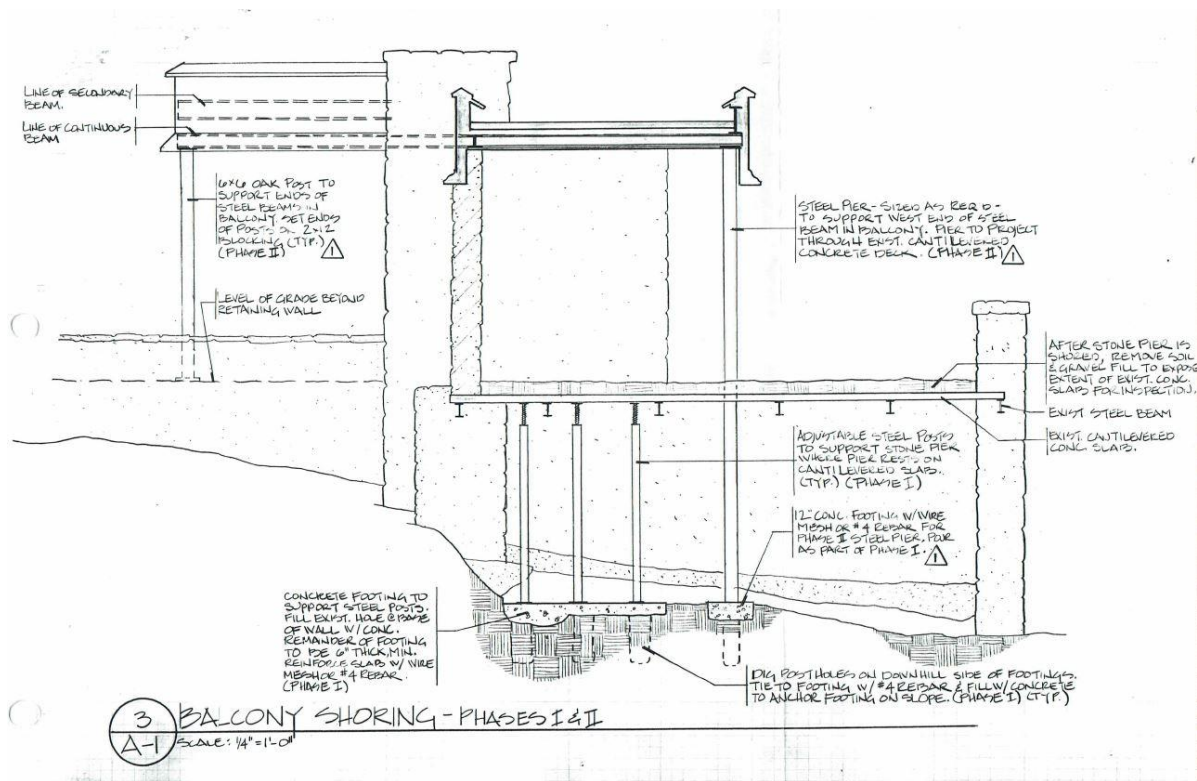 LINE OF SECONDARY
BEAM.
LINE OF CONTINUOUS
BEAM
6x6 OAK POST TO
SUPPORT ENDS OF
STEEL BEAMS IN
BALCONY. SET ENDS
OF POSTS ON 2x12
BLOCKING (TYP.)
(PHASE II) 1
LEVEL OF GRADE BEYOND
RETAINING WALL
STEEL PIER - SIZED AS REQ'D -
TO SUPPORT WEST END OF STEEL
BEAM IN BALCONY. PIER TO PROJECT
THROUGH EXIST. CANTILEVERED
CONCRETE DECK. (PHASE II) 1
AFTER STONE PIER IS
SHORED, REMOVE SOIL
& GRAVEL FILL TO EXPOSE
EXTENT OF EXIST. CONC.
SLAB FOR INSPECTION.
EXIST STEEL BEAM
EXIST. CANTILEVERED
CONC. SLAB.
ADJUSTABLE STEEL POSTS
TO SUPPORT STONE PIER
WHERE PIER RESTS ON
CANTILEVERED SLAB.
(TYP.) (PHASE I)
12" CONC. FOOTING W/WIRE
MESH OR #4 REBAR FOR
PHASE II STEEL PIER. POUR
AS PART OF PHASE I. 1
CONCRETE FOOTING TO
SUPPORT STEEL POSTS.
FILL EXIST. HOLE @ BASE
OF WALL W/ CONC.
REMANDER OF FOOTING
TO BE 6" THICK, MIN.
REINFORCE SLAB W/ WIRE
MESH OR #4 REBAR.
(PHASE I)
DIG POSTHOLES ON DOWNHILL SIDE OF FOOTINGS.
TIE TO FOOTING W/ #4 REBAR & FILL W/CONCRETE
TO ANCHOR FOOTING ON SLOPE. (PHASE I) (TYP.)
3 BALCONY SHORING - PHASES I & II
A-1 SCALE: 1/4" = 1'-0"